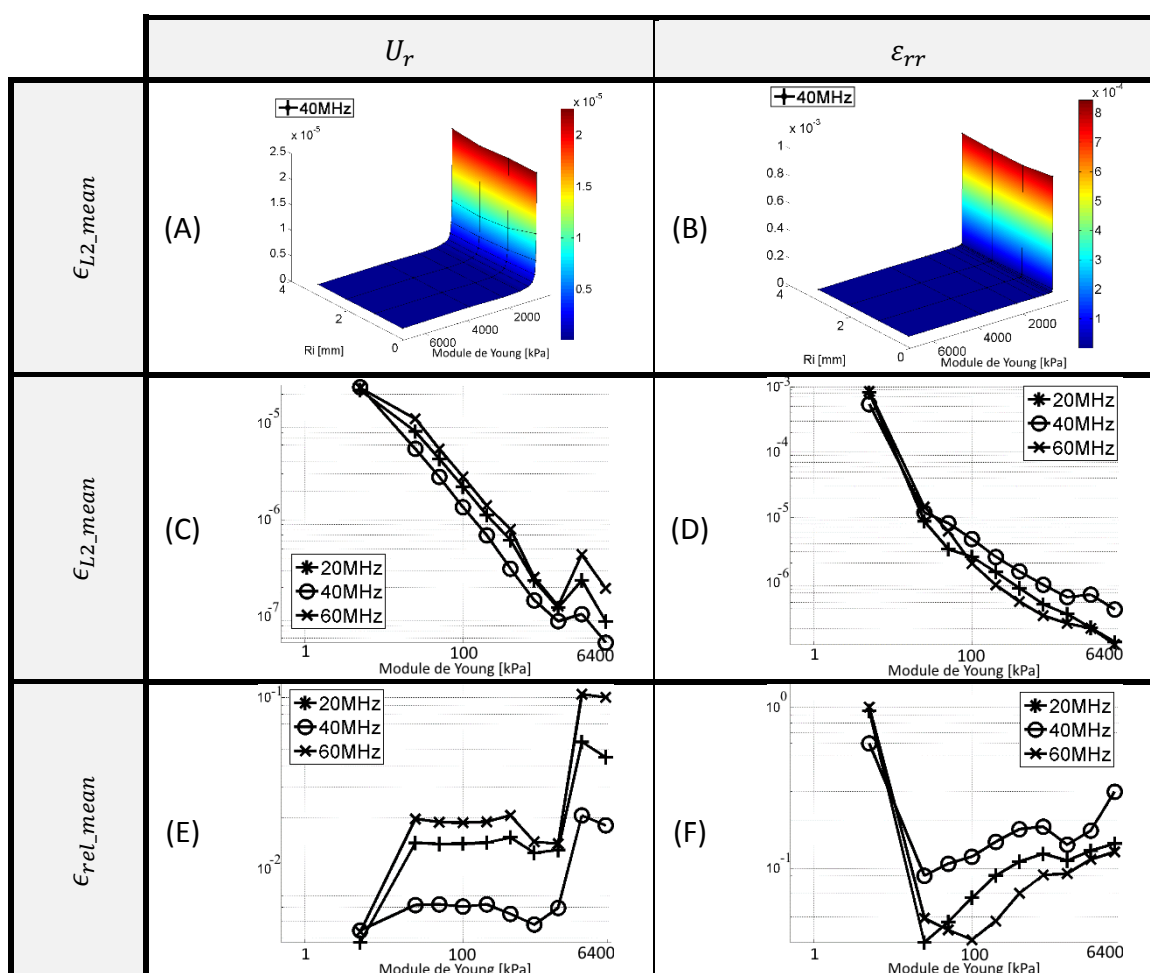 U_r
ε_rr
ϵ_L2_mean
(A)
40MHz
x 10^-5
2.5
2
1.5
1
0.5
0
4
2
0
Ri [mm]
6000
4000
2000
Module de Young [kPa]
x 10^-5
2
1.5
1
0.5
(B)
40MHz
x 10^-3
1
0.8
0.6
0.4
0.2
0
4
2
0
Ri [mm]
6000
4000
2000
Module de Young [kPa]
x 10^-4
8
7
6
5
4
3
2
1
ϵ_L2_mean
(C)
10^-5
10^-6
10^-7
20MHz
40MHz
60MHz
1
100
6400
Module de Young [kPa]
(D)
10^-3
10^-4
10^-5
10^-6
20MHz
40MHz
60MHz
1
100
6400
Module de Young [kPa]
ϵ_rel_mean
(E)
10^-1
10^-2
20MHz
40MHz
60MHz
1
100
6400
Module de Young [kPa]
(F)
10^0
10^-1
20MHz
40MHz
60MHz
1
100
6400
Module de Young [kPa]